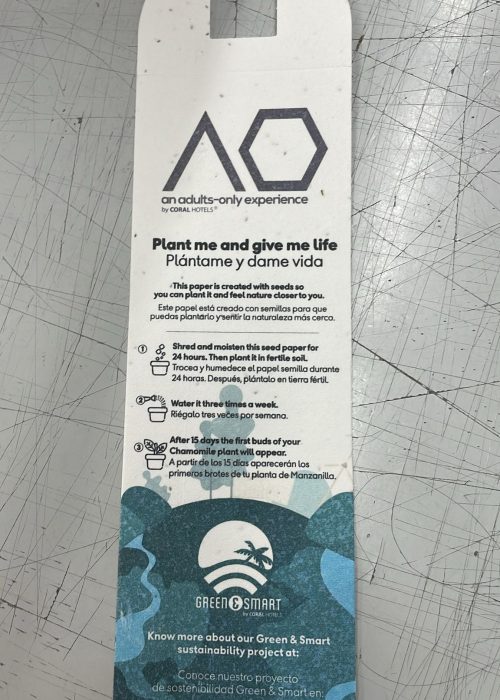 AO
an adults-only experience
by CORAL HOTELS®
Plant me and give me life
Plántame y dame vida
This paper is created with seeds so
you can plant it and feel nature closer to you.
Este papel está creado con semillas para que
puedas plantarlo y sentir la naturaleza más cerca.
1
Shred and moisten this seed paper for
24 hours. Then plant it in fertile soil.
Trocea y humedece el papel semilla durante
24 horas. Después, plántalo en tierra fértil.
2
Water it three times a week.
Riégalo tres veces por semana.
3
After 15 days the first buds of your
Chamomile plant will appear.
A partir de los 15 días aparecerán los
primeros brotes de tu planta de Manzanilla.
GREEN & SMART
by CORAL HOTELS
Know more about our Green & Smart
sustainability project at:
Conoce nuestro proyecto
de sostenibilidad Green & Smart en: